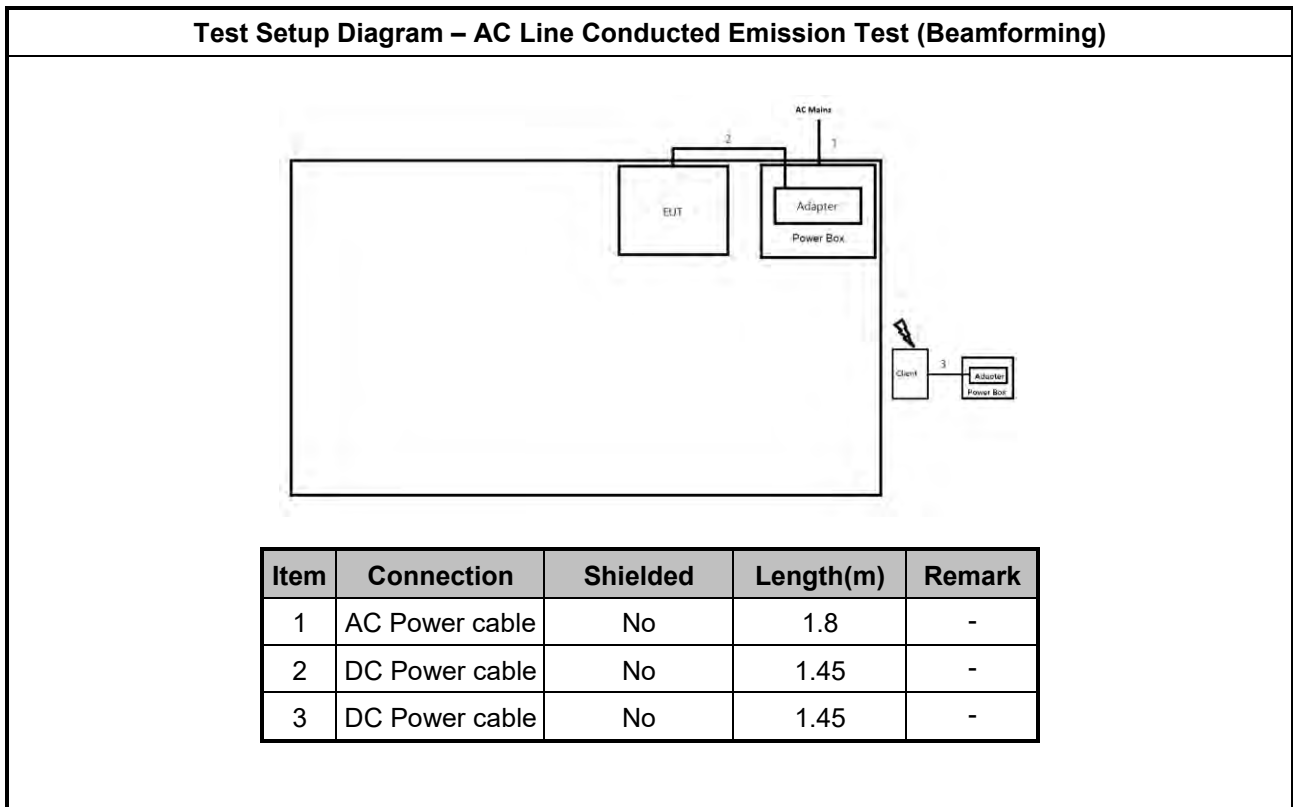 Test Setup Diagram – AC Line Conducted Emission Test (Beamforming)
AC Mains
2
1
EUT
Adapter
Power Box
Client
3
Adapter
Power Box
Item Connection Shielded Length(m) Remark
1 AC Power cable No 1.8 -
2 DC Power cable No 1.45 -
3 DC Power cable No 1.45 -